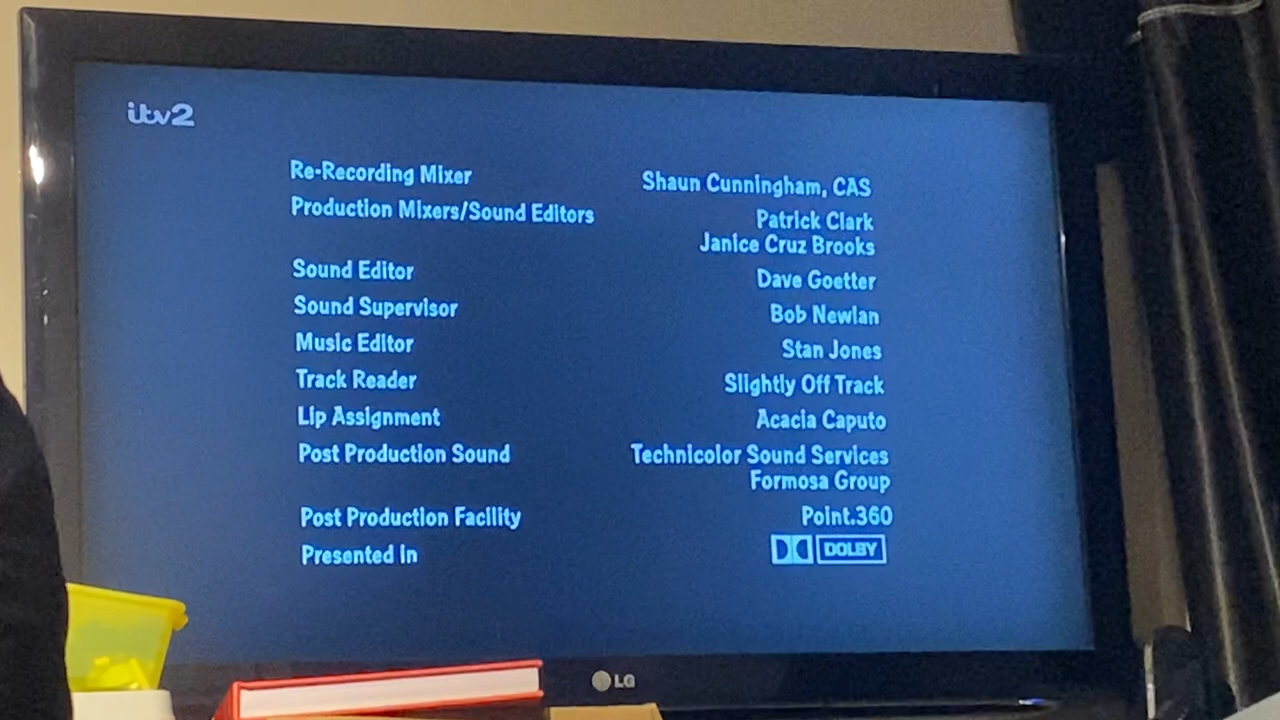 itv2
Re-Recording Mixer Shaun Cunningham, CAS
Production Mixers/Sound Editors Patrick Clark
Janice Cruz Brooks
Sound Editor Dave Goetter
Sound Supervisor Bob Newlan
Music Editor Stan Jones
Track Reader Slightly Off Track
Lip Assignment Acacia Caputo
Post Production Sound Technicolor Sound Services
Formosa Group
Post Production Facility Point.360
Presented in DOLBY
LG